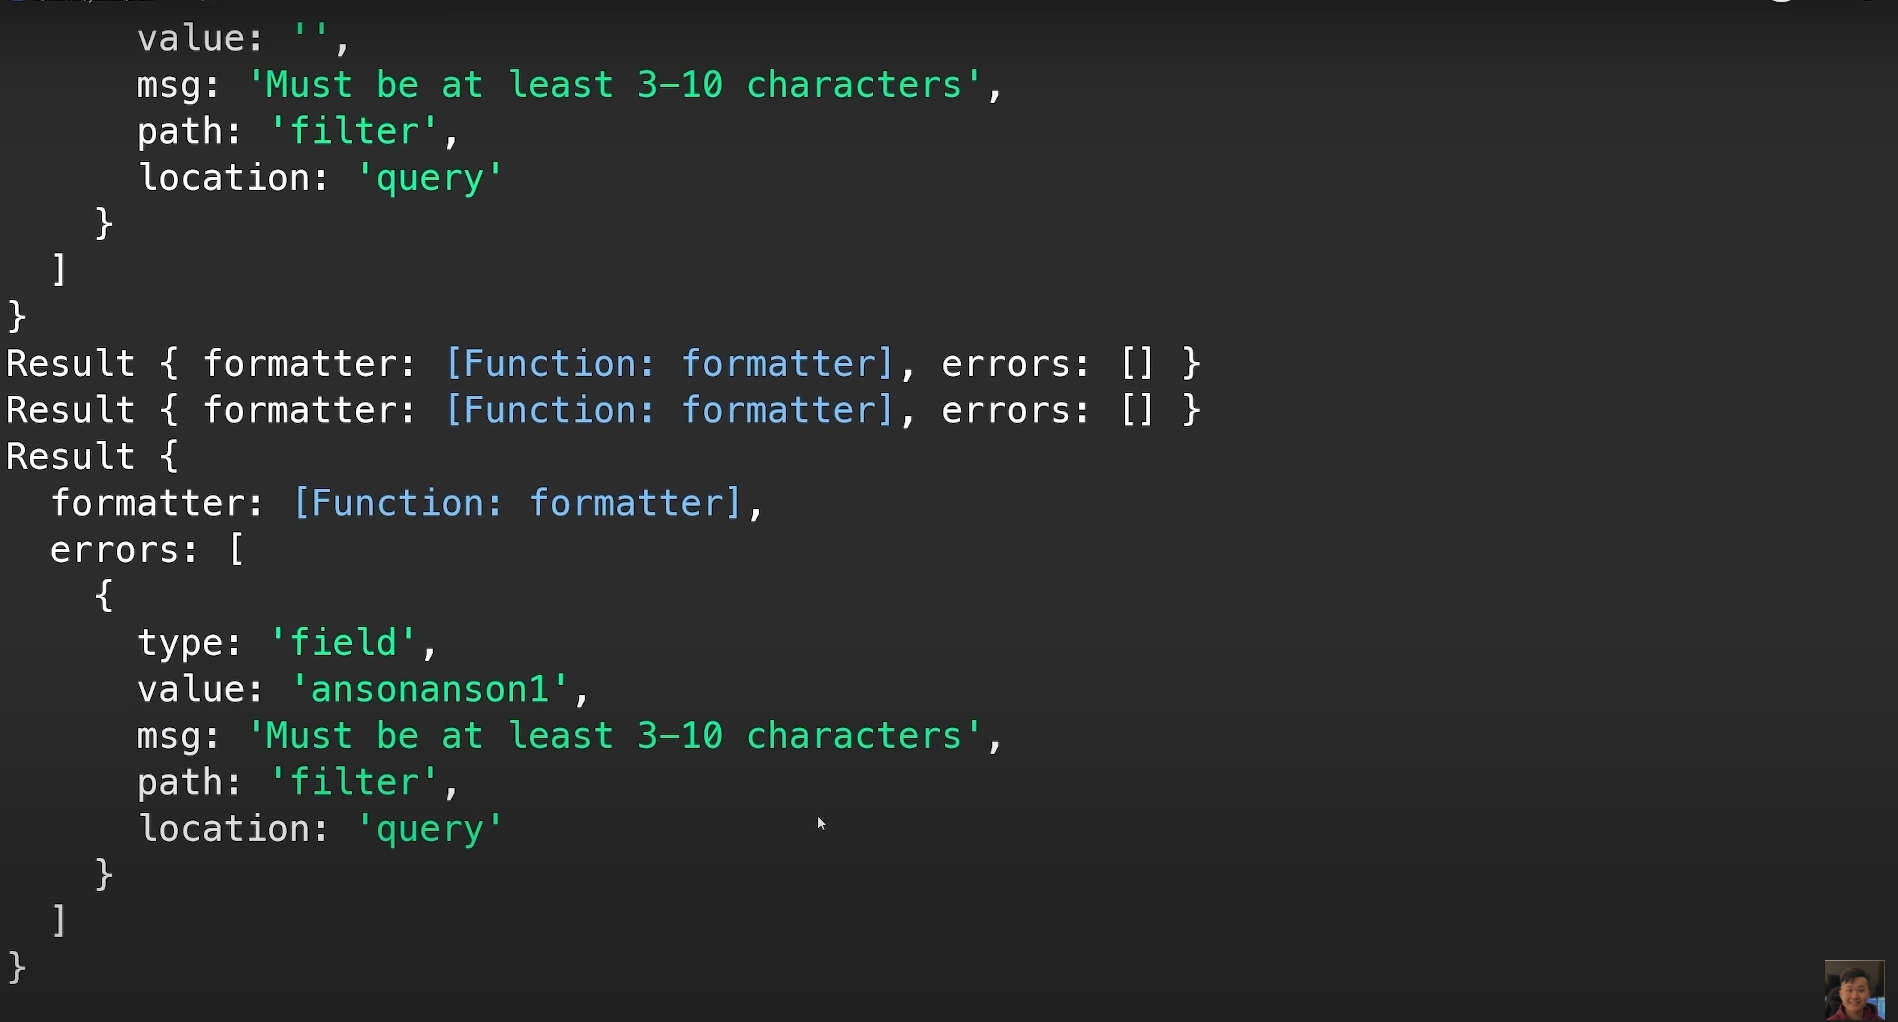 value: '',
msg: 'Must be at least 3-10 characters',
path: 'filter',
location: 'query'
}
]
}
Result { formatter: [Function: formatter], errors: [] }
Result { formatter: [Function: formatter], errors: [] }
Result {
formatter: [Function: formatter],
errors: [
{
type: 'field',
value: 'ansonanson1',
msg: 'Must be at least 3-10 characters',
path: 'filter',
location: 'query'
}
]
}